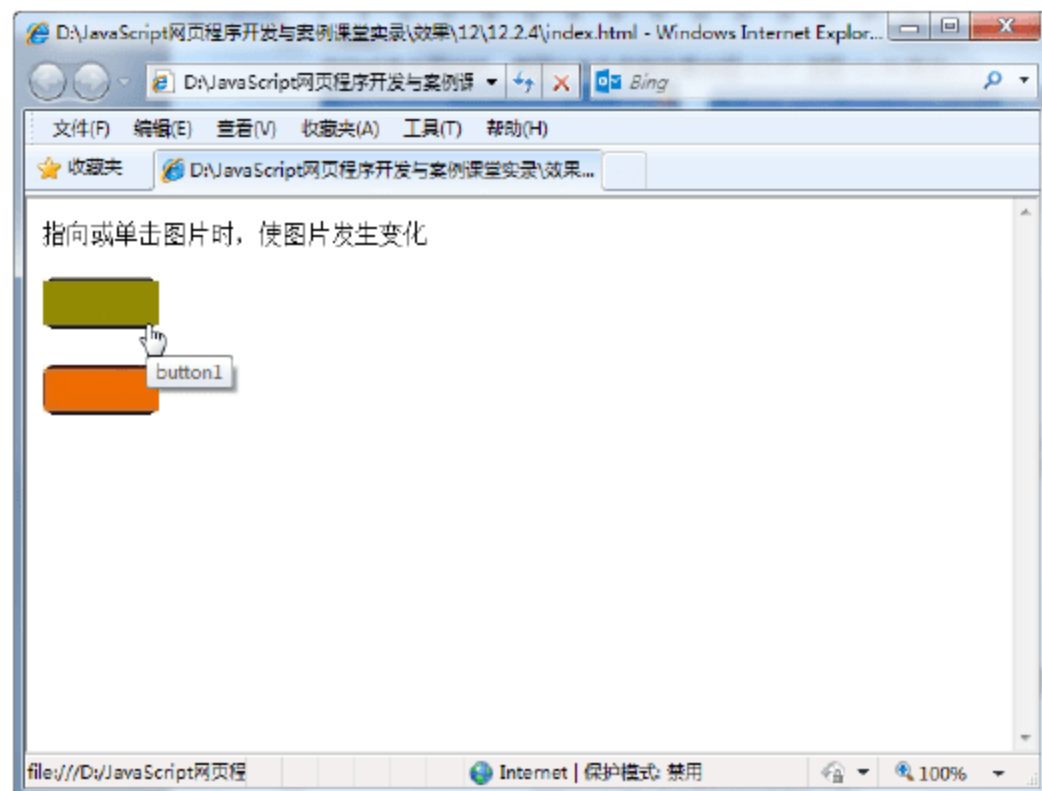 D:\JavaScript网页程序开发与案例课堂实录\效果\12\12.2.4\index.html - Windows Internet Explor...
D:\JavaScript网页程序开发与案例课
Bing
文件(F) 编辑(E) 查看(V) 收藏夹(A) 工具(T) 帮助(H)
收藏夹
D:\JavaScript网页程序开发与案例课堂实录\效果...
指向或单击图片时，使图片发生变化
button1
file:///D:/JavaScript网页程
Internet | 保护模式: 禁用
100%